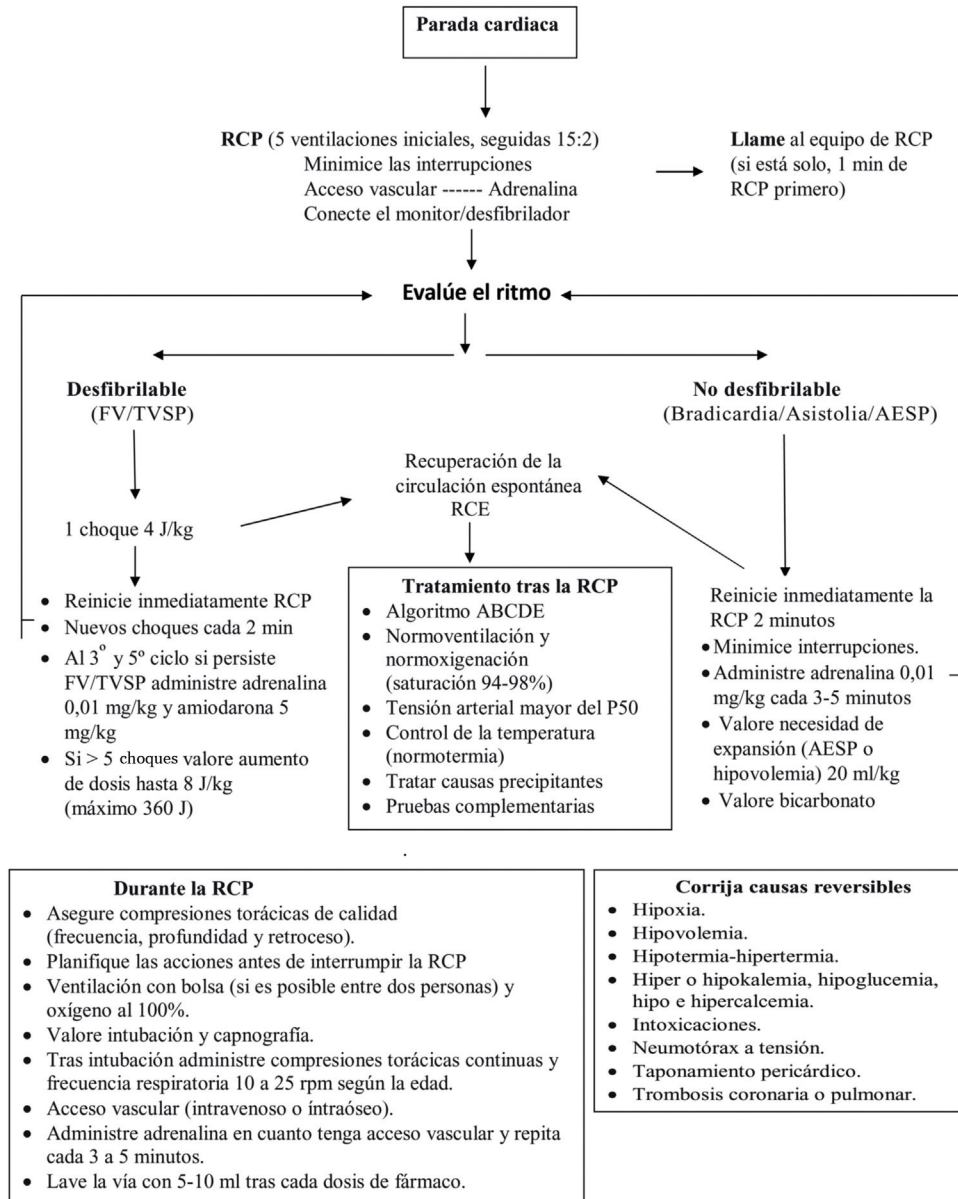 Parada cardiaca
RCP (5 ventilaciones iniciales, seguidas 15:2)
Minimice las interrupciones
Acceso vascular ------ Adrenalina
Conecte el monitor/desfibrilador
Llame al equipo de RCP
(si está solo, 1 min de
RCP primero)
Evalúe el ritmo
Desfibrilable
(FV/TVSP)
No desfibrilable
(Bradicardia/Asistolia/AESP)
Recuperación de la
circulación espontánea
RCE
1 choque 4 J/kg
• Reinicie inmediatamente RCP
• Nuevos choques cada 2 min
• Al 3º y 5º ciclo si persiste
FV/TVSP administre adrenalina
0,01 mg/kg y amiodarona 5
mg/kg
• Si > 5 choques valore aumento
de dosis hasta 8 J/kg
(máximo 360 J)
Tratamiento tras la RCP
• Algoritmo ABCDE
• Normoventilación y
normoxigenación
(saturación 94-98%)
• Tensión arterial mayor del P50
• Control de la temperatura
(normotermia)
• Tratar causas precipitantes
• Pruebas complementarias
Reinicie inmediatamente la
RCP 2 minutos
• Minimice interrupciones.
• Administre adrenalina 0,01
mg/kg cada 3-5 minutos
• Valore necesidad de
expansión (AESP o
hipovolemia) 20 ml/kg
• Valore bicarbonato
.
Durante la RCP
• Asegure compresiones torácicas de calidad
(frecuencia, profundidad y retroceso).
• Planifique las acciones antes de interrumpir la RCP
• Ventilación con bolsa (si es posible entre dos personas) y
oxígeno al 100%.
• Valore intubación y capnografía.
• Tras intubación administre compresiones torácicas continuas y
frecuencia respiratoria 10 a 25 rpm según la edad.
• Acceso vascular (intravenoso o íntraóseo).
• Administre adrenalina en cuanto tenga acceso vascular y repita
cada 3 a 5 minutos.
• Lave la vía con 5-10 ml tras cada dosis de fármaco.
Corrija causas reversibles
• Hipoxia.
• Hipovolemia.
• Hipotermia-hipertermia.
• Hiper o hipokalemia, hipoglucemia,
hipo e hipercalcemia.
• Intoxicaciones.
• Neumotórax a tensión.
• Taponamiento pericárdico.
• Trombosis coronaria o pulmonar.